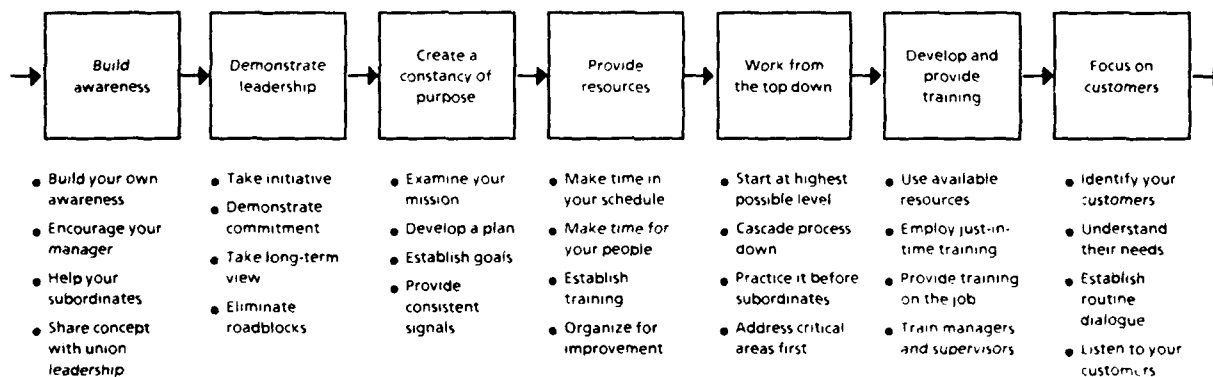 Build
awareness
Demonstrate
leadership
Create a
constancy of
purpose
Provide
resources
Work from
the top down
Develop and
provide
training
Focus on
customers
● Build your own
awareness
● Encourage your
manager
● Help your
subordinates
● Share concept
with union
leadership
● Take initiative
● Demonstrate
commitment
● Take long-term
view
● Eliminate
roadblocks
● Examine your
mission
● Develop a plan
● Establish goals
● Provide
consistent
signals
● Make time in
your schedule
● Make time for
your people
● Establish
training
● Organize for
improvement
● Start at highest
possible level
● Cascade process
down
● Practice it before
subordinates
● Address critical
areas first
● Use available
resources
● Employ just-in-
time training
● Provide training
on the job
● Train managers
and supervisors
● Identify your
customers
● Understand
their needs
● Establish
routine
dialogue
● Listen to your
customers